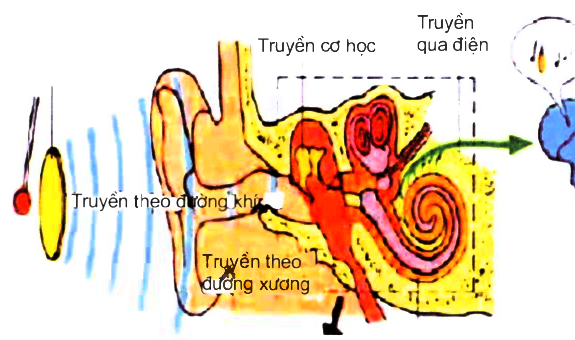 Truyền cơ học
Truyền
qua điện
Truyền theo đường khí
Truyền theo
đường xương